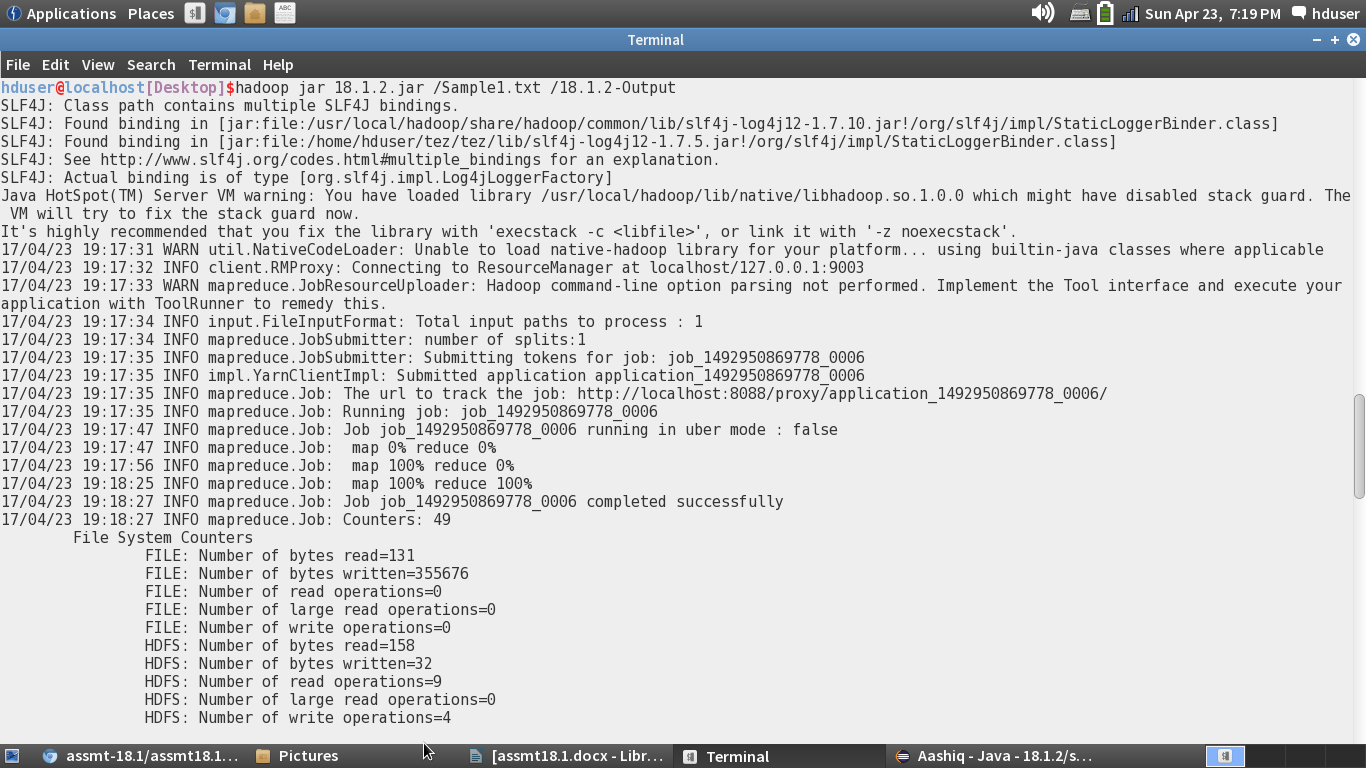 Applications Places Sun Apr 23, 7:19 PM hduser
Terminal
File Edit View Search Terminal Help
hduser@localhost[Desktop]$hadoop jar 18.1.2.jar /Sample1.txt /18.1.2-Output
SLF4J: Class path contains multiple SLF4J bindings.
SLF4J: Found binding in [jar:file:/usr/local/hadoop/share/hadoop/common/lib/slf4j-log4j12-1.7.10.jar!/org/slf4j/impl/StaticLoggerBinder.class]
SLF4J: Found binding in [jar:file:/home/hduser/tez/tez/lib/slf4j-log4j12-1.7.5.jar!/org/slf4j/impl/StaticLoggerBinder.class]
SLF4J: See http://www.slf4j.org/codes.html#multiple_bindings for an explanation.
SLF4J: Actual binding is of type [org.slf4j.impl.Log4jLoggerFactory]
Java HotSpot(TM) Server VM warning: You have loaded library /usr/local/hadoop/lib/native/libhadoop.so.1.0.0 which might have disabled stack guard. The
 VM will try to fix the stack guard now.
It's highly recommended that you fix the library with 'execstack -c <libfile>', or link it with '-z noexecstack'.
17/04/23 19:17:31 WARN util.NativeCodeLoader: Unable to load native-hadoop library for your platform... using builtin-java classes where applicable
17/04/23 19:17:32 INFO client.RMProxy: Connecting to ResourceManager at localhost/127.0.0.1:9003
17/04/23 19:17:33 WARN mapreduce.JobResourceUploader: Hadoop command-line option parsing not performed. Implement the Tool interface and execute your
application with ToolRunner to remedy this.
17/04/23 19:17:34 INFO input.FileInputFormat: Total input paths to process : 1
17/04/23 19:17:34 INFO mapreduce.JobSubmitter: number of splits:1
17/04/23 19:17:35 INFO mapreduce.JobSubmitter: Submitting tokens for job: job_1492950869778_0006
17/04/23 19:17:35 INFO impl.YarnClientImpl: Submitted application application_1492950869778_0006
17/04/23 19:17:35 INFO mapreduce.Job: The url to track the job: http://localhost:8088/proxy/application_1492950869778_0006/
17/04/23 19:17:35 INFO mapreduce.Job: Running job: job_1492950869778_0006
17/04/23 19:17:47 INFO mapreduce.Job: Job job_1492950869778_0006 running in uber mode : false
17/04/23 19:17:47 INFO mapreduce.Job:  map 0% reduce 0%
17/04/23 19:17:56 INFO mapreduce.Job:  map 100% reduce 0%
17/04/23 19:18:25 INFO mapreduce.Job:  map 100% reduce 100%
17/04/23 19:18:27 INFO mapreduce.Job: Job job_1492950869778_0006 completed successfully
17/04/23 19:18:27 INFO mapreduce.Job: Counters: 49
File System Counters
FILE: Number of bytes read=131
FILE: Number of bytes written=355676
FILE: Number of read operations=0
FILE: Number of large read operations=0
FILE: Number of write operations=0
HDFS: Number of bytes read=158
HDFS: Number of bytes written=32
HDFS: Number of read operations=9
HDFS: Number of large read operations=0
HDFS: Number of write operations=4
assmt-18.1/assmt18.1... Pictures [assmt18.1.docx - Libr... Terminal Aashiq - Java - 18.1.2/s...